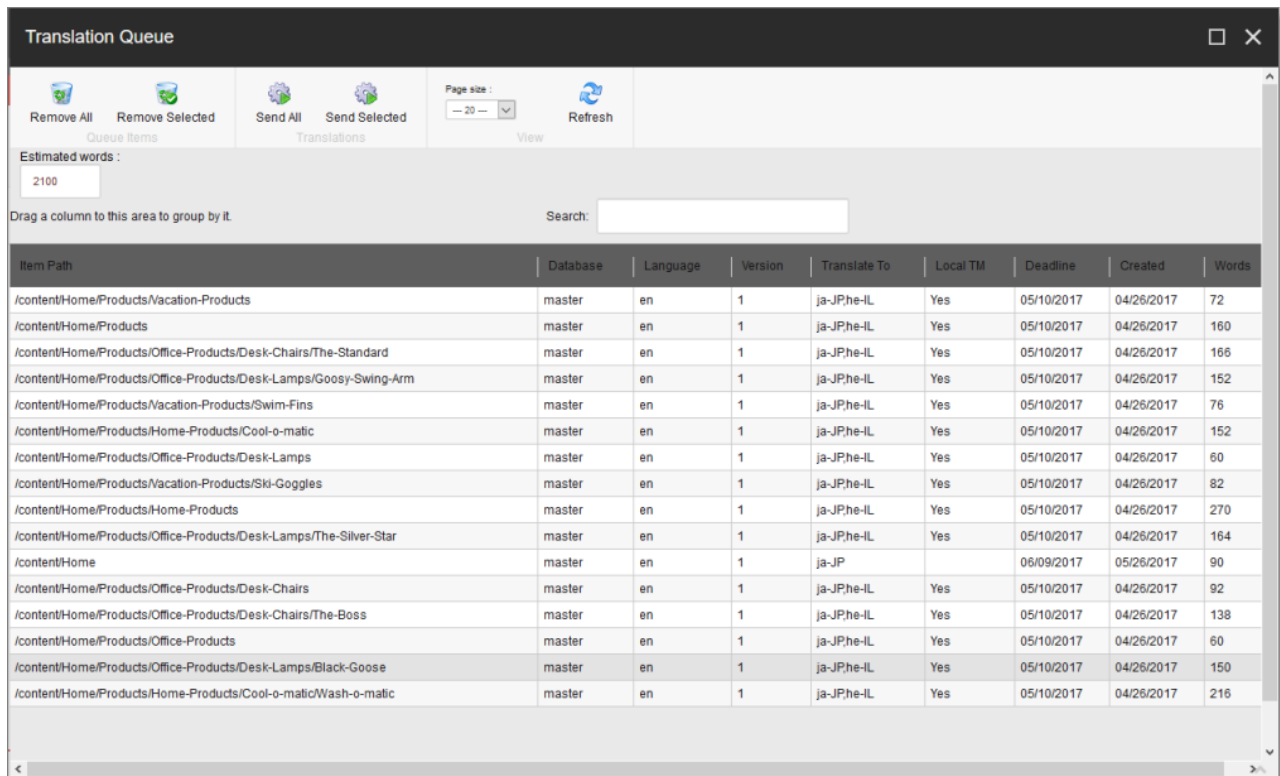 Translation Queue
Remove All Remove Selected Send All Send Selected Page size : — 20 — Refresh
Queue Items Translations View
Estimated words :
2100
Drag a column to this area to group by it. Search:
Item Path Database Language Version Translate To Local TM Deadline Created Words
/content/Home/Products/Vacation-Products master en 1 ja-JP,he-IL Yes 05/10/2017 04/26/2017 72
/content/Home/Products master en 1 ja-JP,he-IL Yes 05/10/2017 04/26/2017 160
/content/Home/Products/Office-Products/Desk-Chairs/The-Standard master en 1 ja-JP,he-IL Yes 05/10/2017 04/26/2017 166
/content/Home/Products/Office-Products/Desk-Lamps/Goosy-Swing-Arm master en 1 ja-JP,he-IL Yes 05/10/2017 04/26/2017 152
/content/Home/Products/Vacation-Products/Swim-Fins master en 1 ja-JP,he-IL Yes 05/10/2017 04/26/2017 76
/content/Home/Products/Home-Products/Cool-o-matic master en 1 ja-JP,he-IL Yes 05/10/2017 04/26/2017 152
/content/Home/Products/Office-Products/Desk-Lamps master en 1 ja-JP,he-IL Yes 05/10/2017 04/26/2017 60
/content/Home/Products/Vacation-Products/Ski-Goggles master en 1 ja-JP,he-IL Yes 05/10/2017 04/26/2017 82
/content/Home/Products/Home-Products master en 1 ja-JP,he-IL Yes 05/10/2017 04/26/2017 270
/content/Home/Products/Office-Products/Desk-Lamps/The-Silver-Star master en 1 ja-JP,he-IL Yes 05/10/2017 04/26/2017 164
/content/Home master en 1 ja-JP 06/09/2017 05/26/2017 90
/content/Home/Products/Office-Products/Desk-Chairs master en 1 ja-JP,he-IL Yes 05/10/2017 04/26/2017 92
/content/Home/Products/Office-Products/Desk-Chairs/The-Boss master en 1 ja-JP,he-IL Yes 05/10/2017 04/26/2017 138
/content/Home/Products/Office-Products master en 1 ja-JP,he-IL Yes 05/10/2017 04/26/2017 60
/content/Home/Products/Office-Products/Desk-Lamps/Black-Goose master en 1 ja-JP,he-IL Yes 05/10/2017 04/26/2017 150
/content/Home/Products/Home-Products/Cool-o-matic/Wash-o-matic master en 1 ja-JP,he-IL Yes 05/10/2017 04/26/2017 216